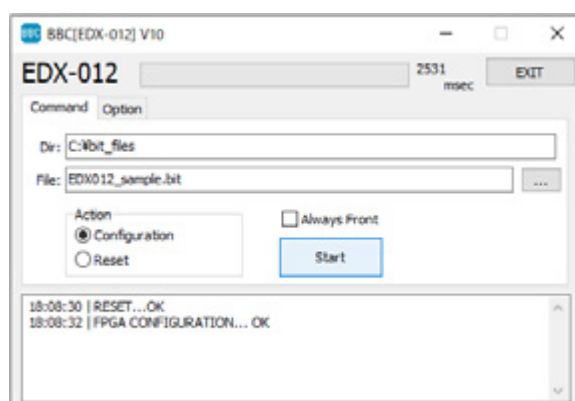 BBC BBC[EDX-012] V10
EDX-012
2531
msec
EXIT
Command Option
Dir: C:¥bit_files
File: EDX012_sample.bit ...
Action
Configuration
Reset
Always Front
Start
18:08:30 | RESET...OK
18:08:32 | FPGA CONFIGURATION... OK